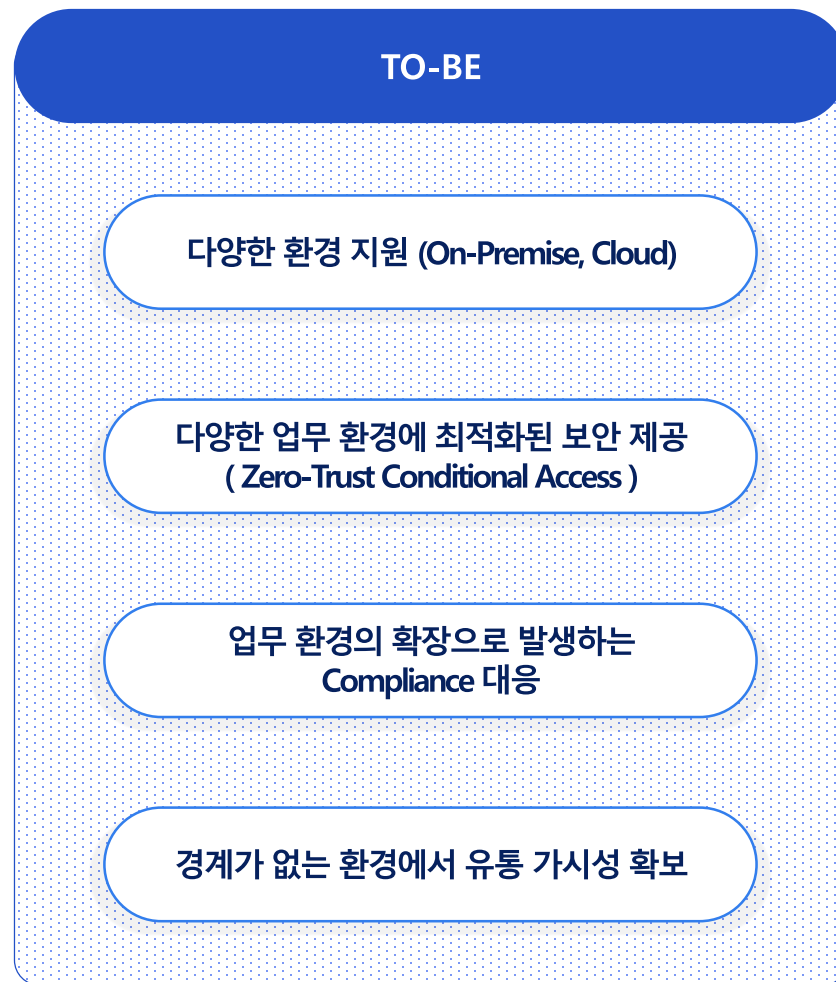 TO-BE
다양한 환경 지원 (On-Premise, Cloud)
다양한 업무 환경에 최적화된 보안 제공
( Zero-Trust Conditional Access )
업무 환경의 확장으로 발생하는
Compliance 대응
경계가 없는 환경에서 유통 가시성 확보